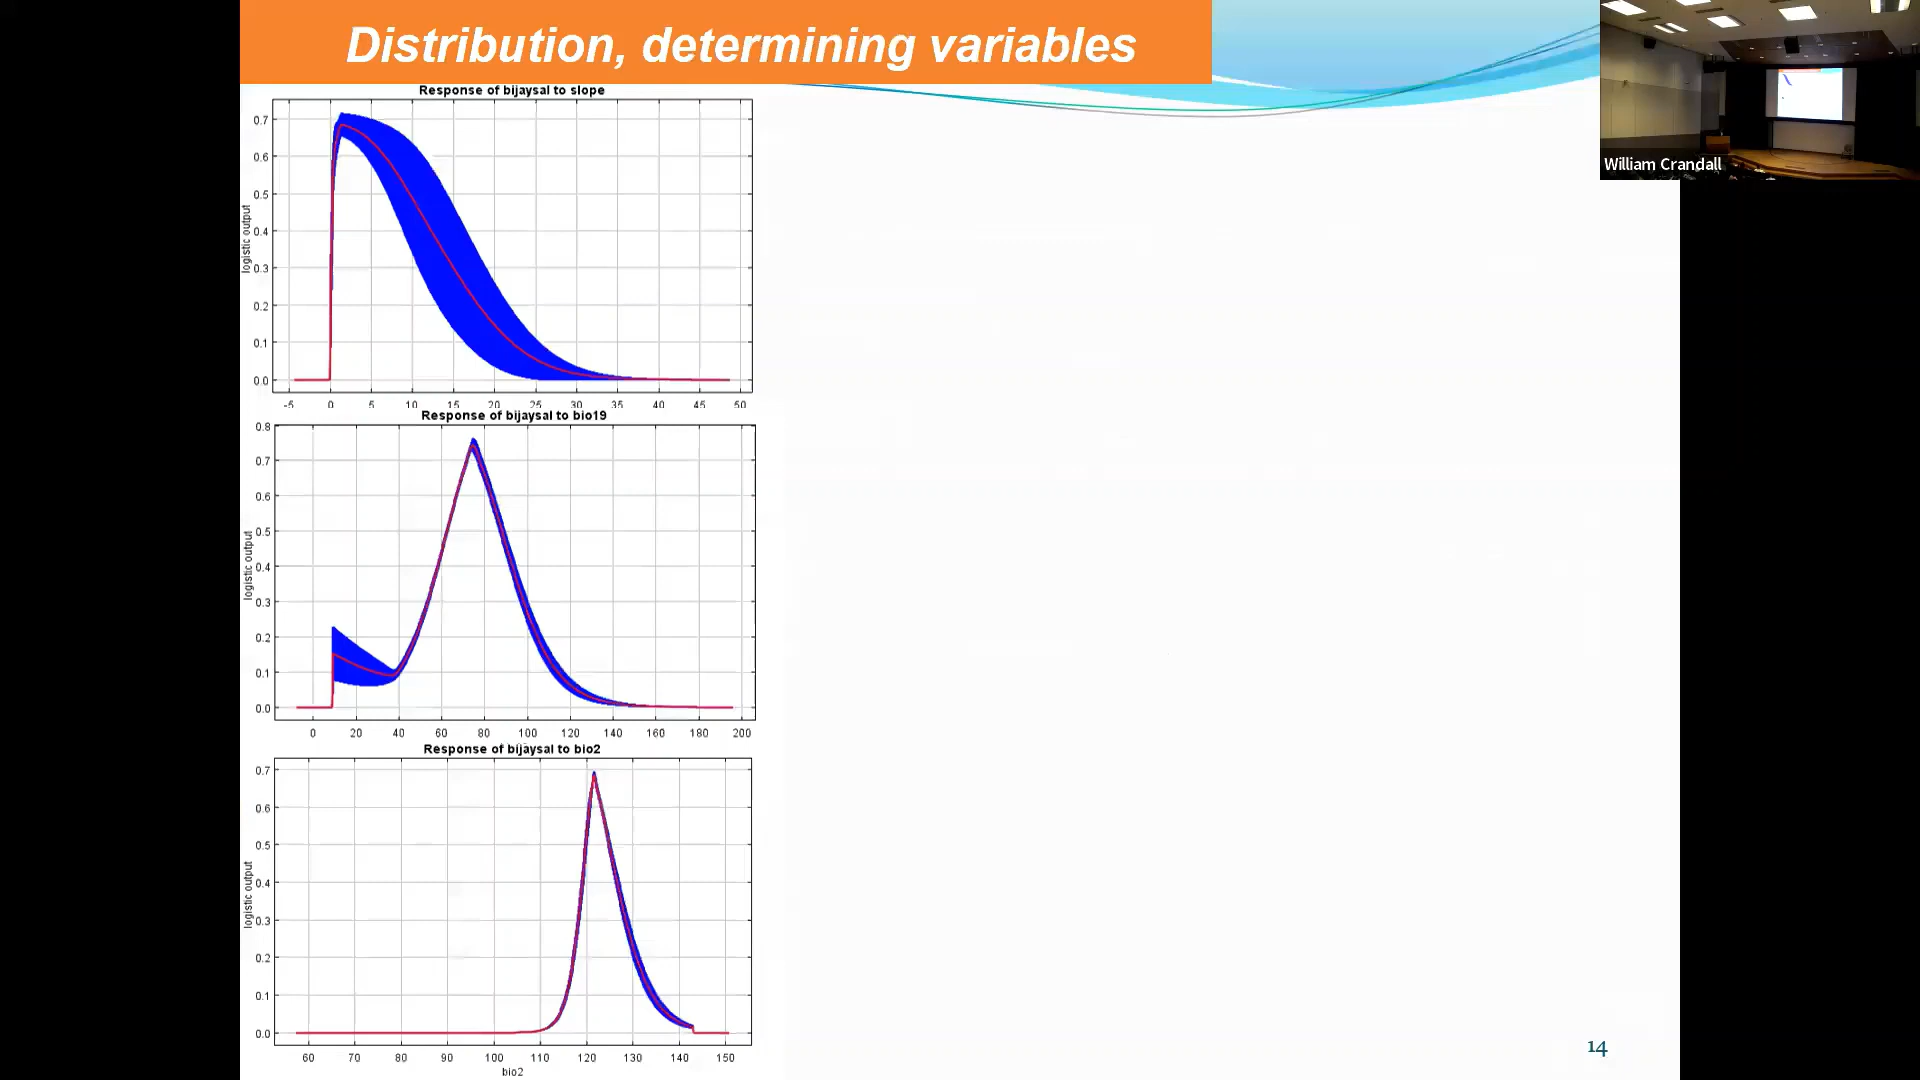 Distribution, determining variables
William Crandall
Response of bijaysal to slope
logistic output
0.7
0.6
0.5
0.4
0.3
0.2
0.1
0.0
-5 0 5 10 15 20 25 30 35 40 45 50
Response of bijaysal to bio19
logistic output
0.8
0.7
0.6
0.5
0.4
0.3
0.2
0.1
0.0
0 20 40 60 80 100 120 140 160 180 200
Response of bijaysal to bio2
logistic output
0.7
0.6
0.5
0.4
0.3
0.2
0.1
0.0
60 70 80 90 100 110 120 130 140 150
bio2
14